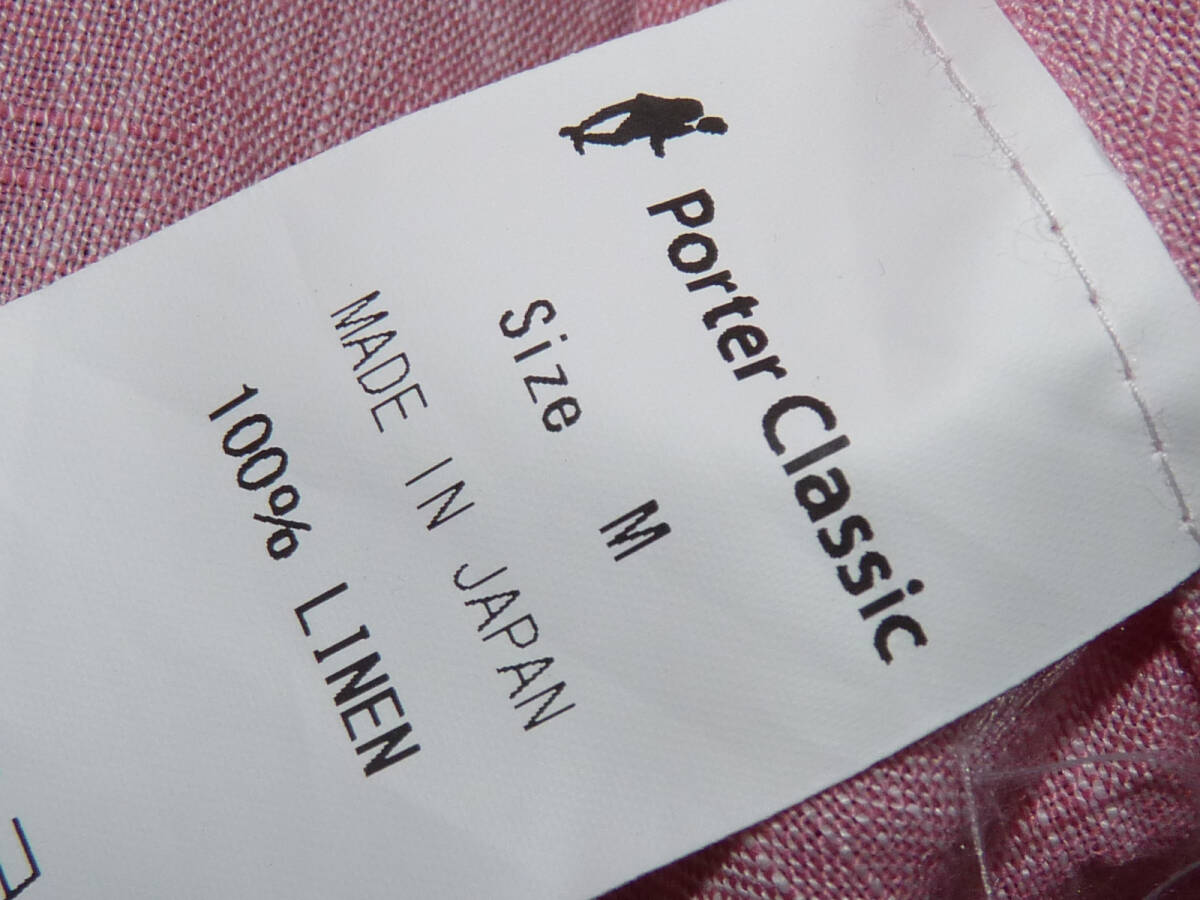 Porter Classic
Size M
MADE IN JAPAN
100% LINEN